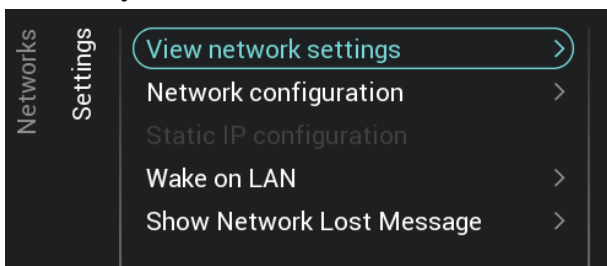 Networks
Settings
View network settings
Network configuration
Static IP configuration
Wake on LAN
Show Network Lost Message